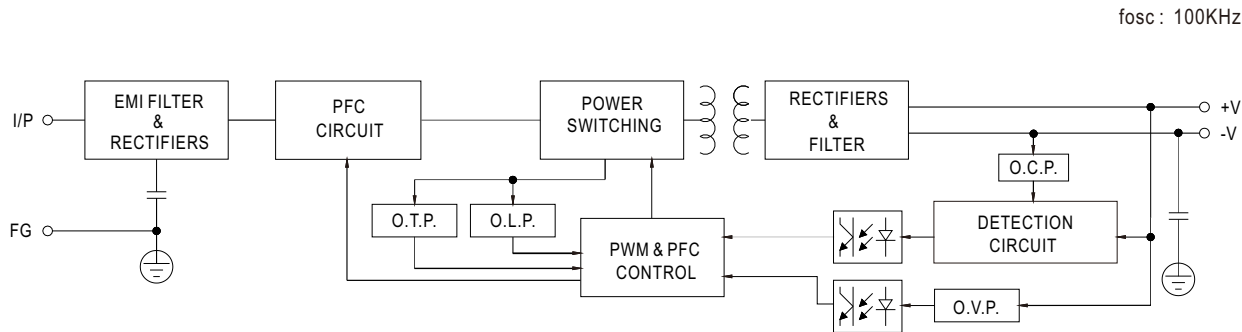 fosc : 100KHz
I/P
EMI FILTER
&
RECTIFIERS
PFC
CIRCUIT
POWER
SWITCHING
RECTIFIERS
&
FILTER
+V
-V
O.C.P.
FG
O.T.P.
O.L.P.
PWM & PFC
CONTROL
DETECTION
CIRCUIT
O.V.P.